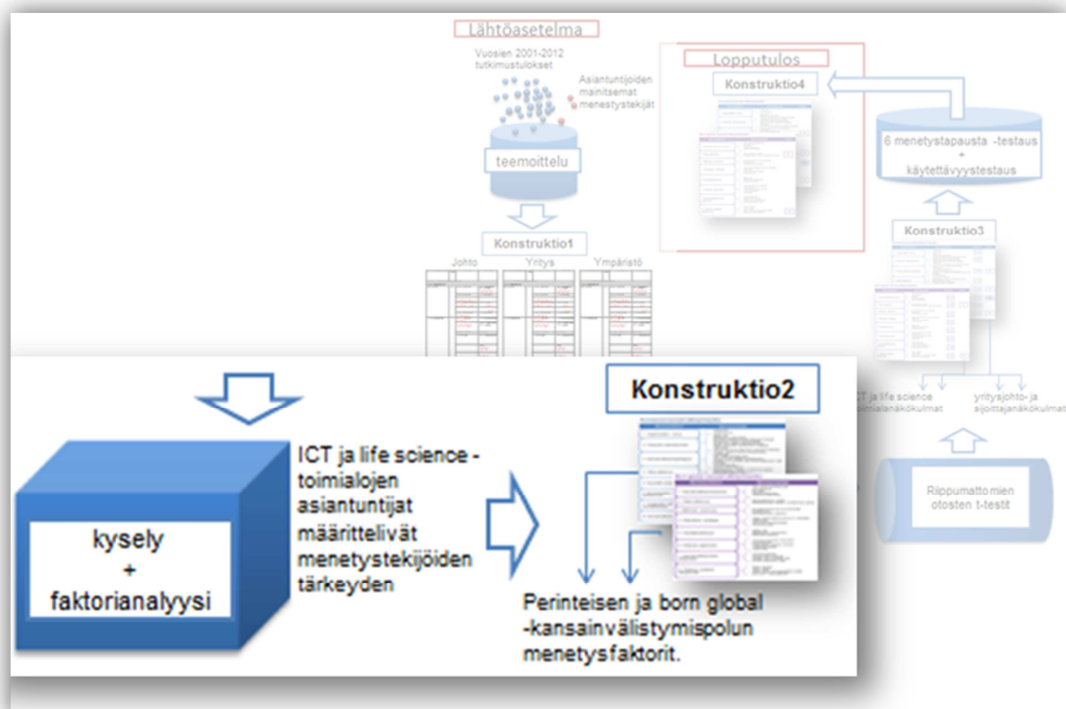 Lähtöasetelma
Vuosien 2001-2012
tutkimustulokset
Asiantuntijoiden
mainitsemat
menestystekijät
teemoittelu
Konstruktio1
Johto
Yritys
Ympäristö
Lopputulos
Konstruktio4
6 menetystapausta -testaus
+
käytettävyystestaus
Konstruktio3
ICT ja life science
toimialanäkökulmat
yritysjohto- ja
sijoittajanäkökulmat
Riippumattomien
otosten t-testit
kysely
+
faktorianalyysi
ICT ja life science -
toimialojen
asiantuntijat
määrittelivät
menetystekijöiden
tärkeyden
Konstruktio2
Perinteisen ja born global
-kansainvälistymispolun
menetysfaktorit.